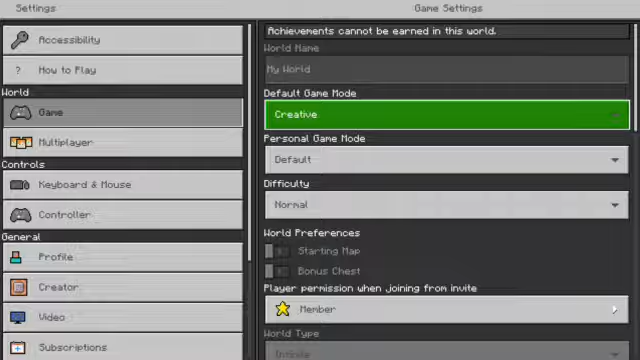 Settings
Game Settings
Accessibility
How to Play
World
Game
Multiplayer
Controls
Keyboard & Mouse
Controller
General
Profile
Creator
Video
Subscriptions
Achievements cannot be earned in this world.
World Name
My World
Default Game Mode
Creative
Personal Game Mode
Default
Difficulty
Normal
World Preferences
Starting Map
Bonus Chest
Player permission when joining from invite
Member
World Type
Infinite